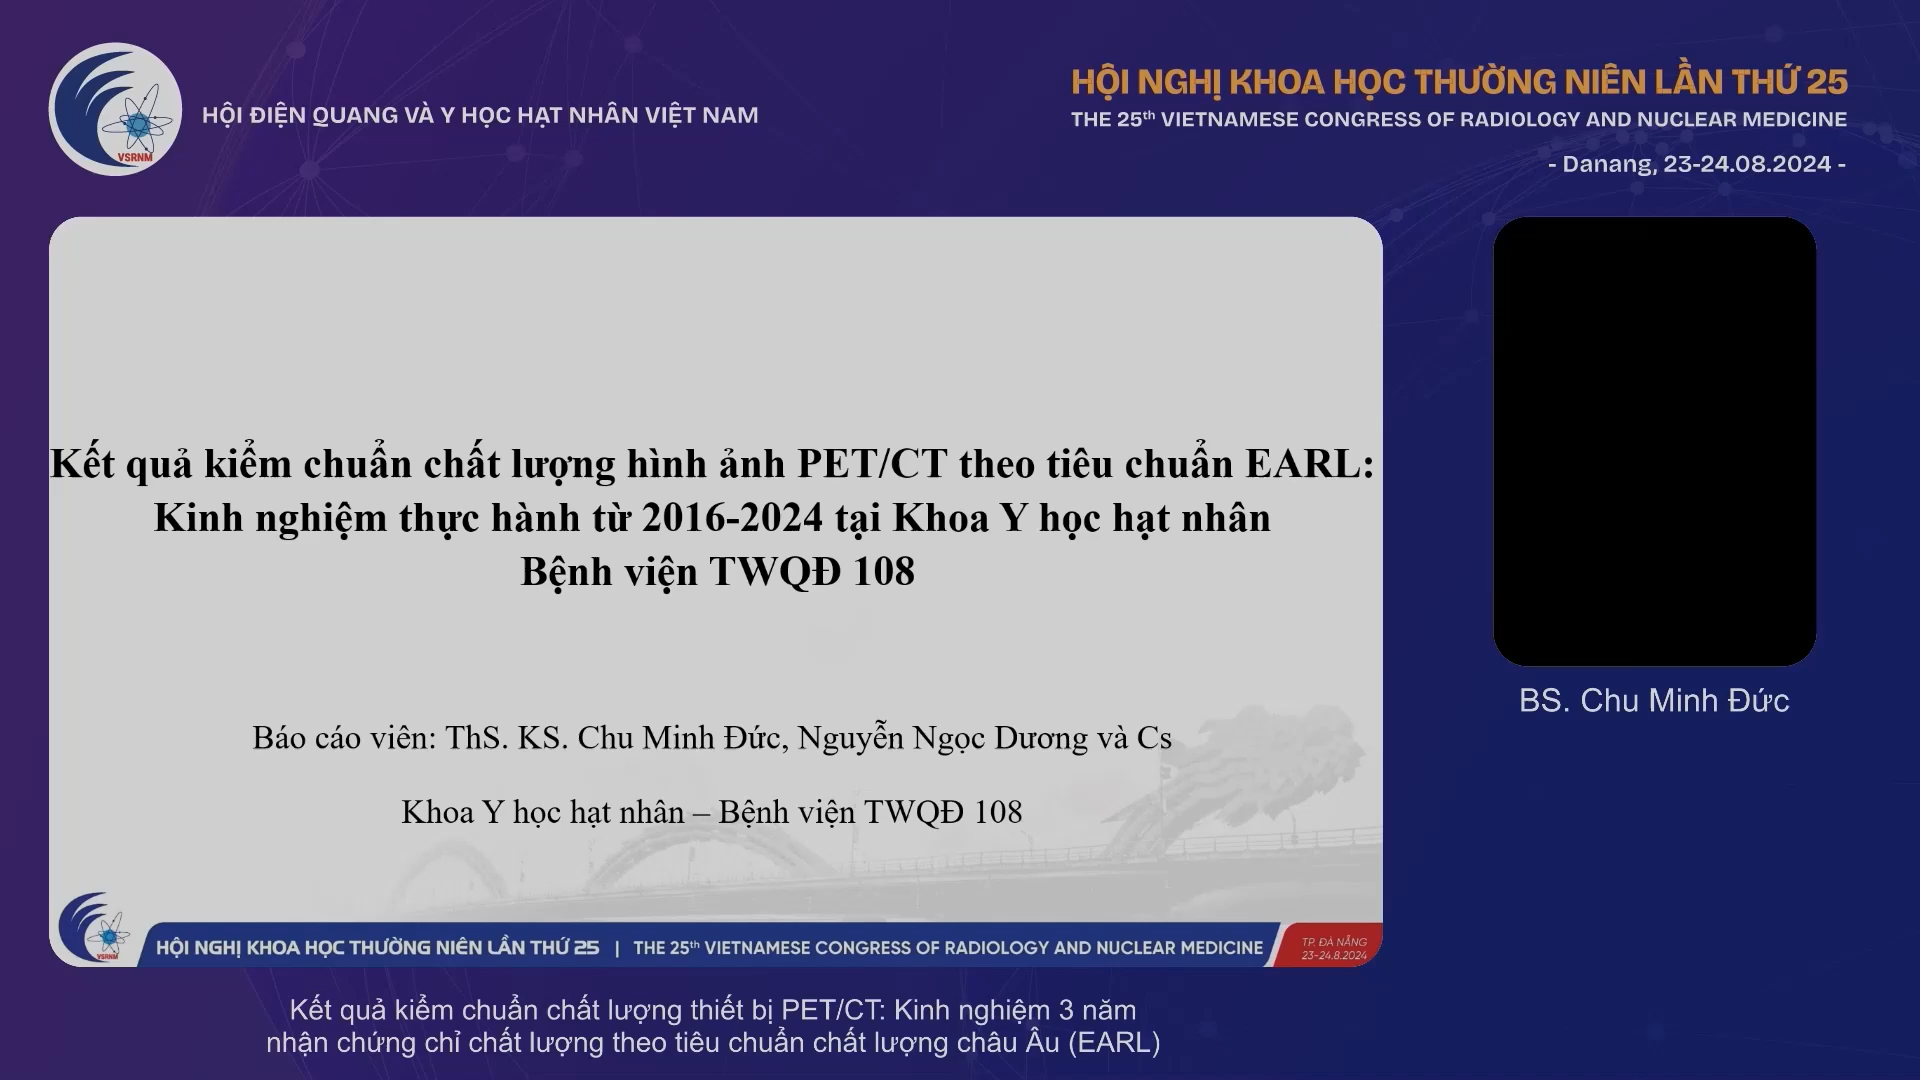 VSRNM
HỘI ĐIỆN QUANG VÀ Y HỌC HẠT NHÂN VIỆT NAM
HỘI NGHỊ KHOA HỌC THƯỜNG NIÊN LẦN THỨ 25
THE 25th VIETNAMESE CONGRESS OF RADIOLOGY AND NUCLEAR MEDICINE
- Danang, 23-24.08.2024 -
Kết quả kiểm chuẩn chất lượng hình ảnh PET/CT theo tiêu chuẩn EARL:
Kinh nghiệm thực hành từ 2016-2024 tại Khoa Y học hạt nhân
Bệnh viện TWQĐ 108
Báo cáo viên: ThS. KS. Chu Minh Đức, Nguyễn Ngọc Dương và Cs
Khoa Y học hạt nhân – Bệnh viện TWQĐ 108
VSRNM
HỘI NGHỊ KHOA HỌC THƯỜNG NIÊN LẦN THỨ 25 | THE 25th VIETNAMESE CONGRESS OF RADIOLOGY AND NUCLEAR MEDICINE
TP. ĐÀ NẴNG
23-24.8.2024
BS. Chu Minh Đức
Kết quả kiểm chuẩn chất lượng thiết bị PET/CT: Kinh nghiệm 3 năm
nhận chứng chỉ chất lượng theo tiêu chuẩn chất lượng châu Âu (EARL)